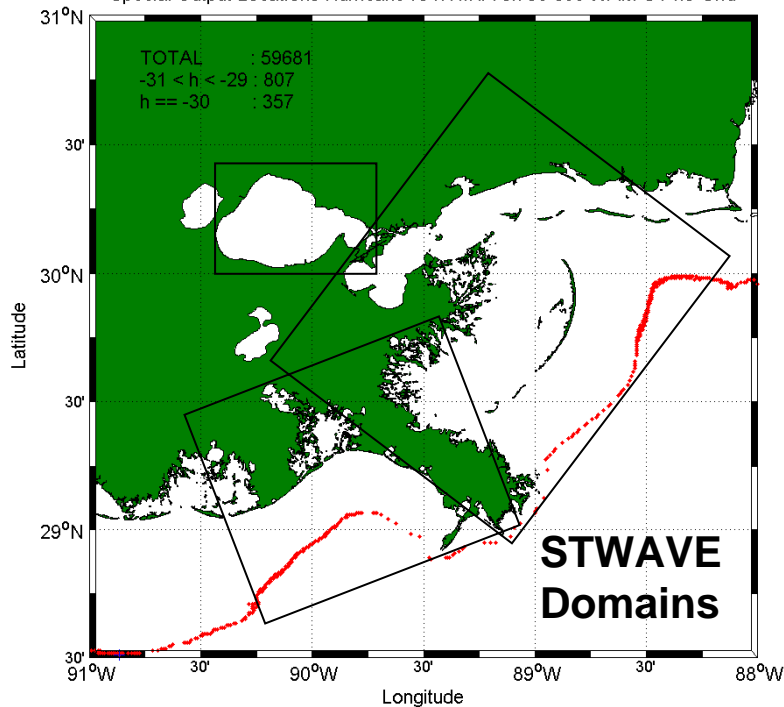 TOTAL : 59681
-31 < h < -29 : 807
h == -30 : 357
31°N
30'
30°N
30'
29°N
30'
Latitude
STWAVE
Domains
91°W
30'
90°W
30'
89°W
30'
88°W
Longitude